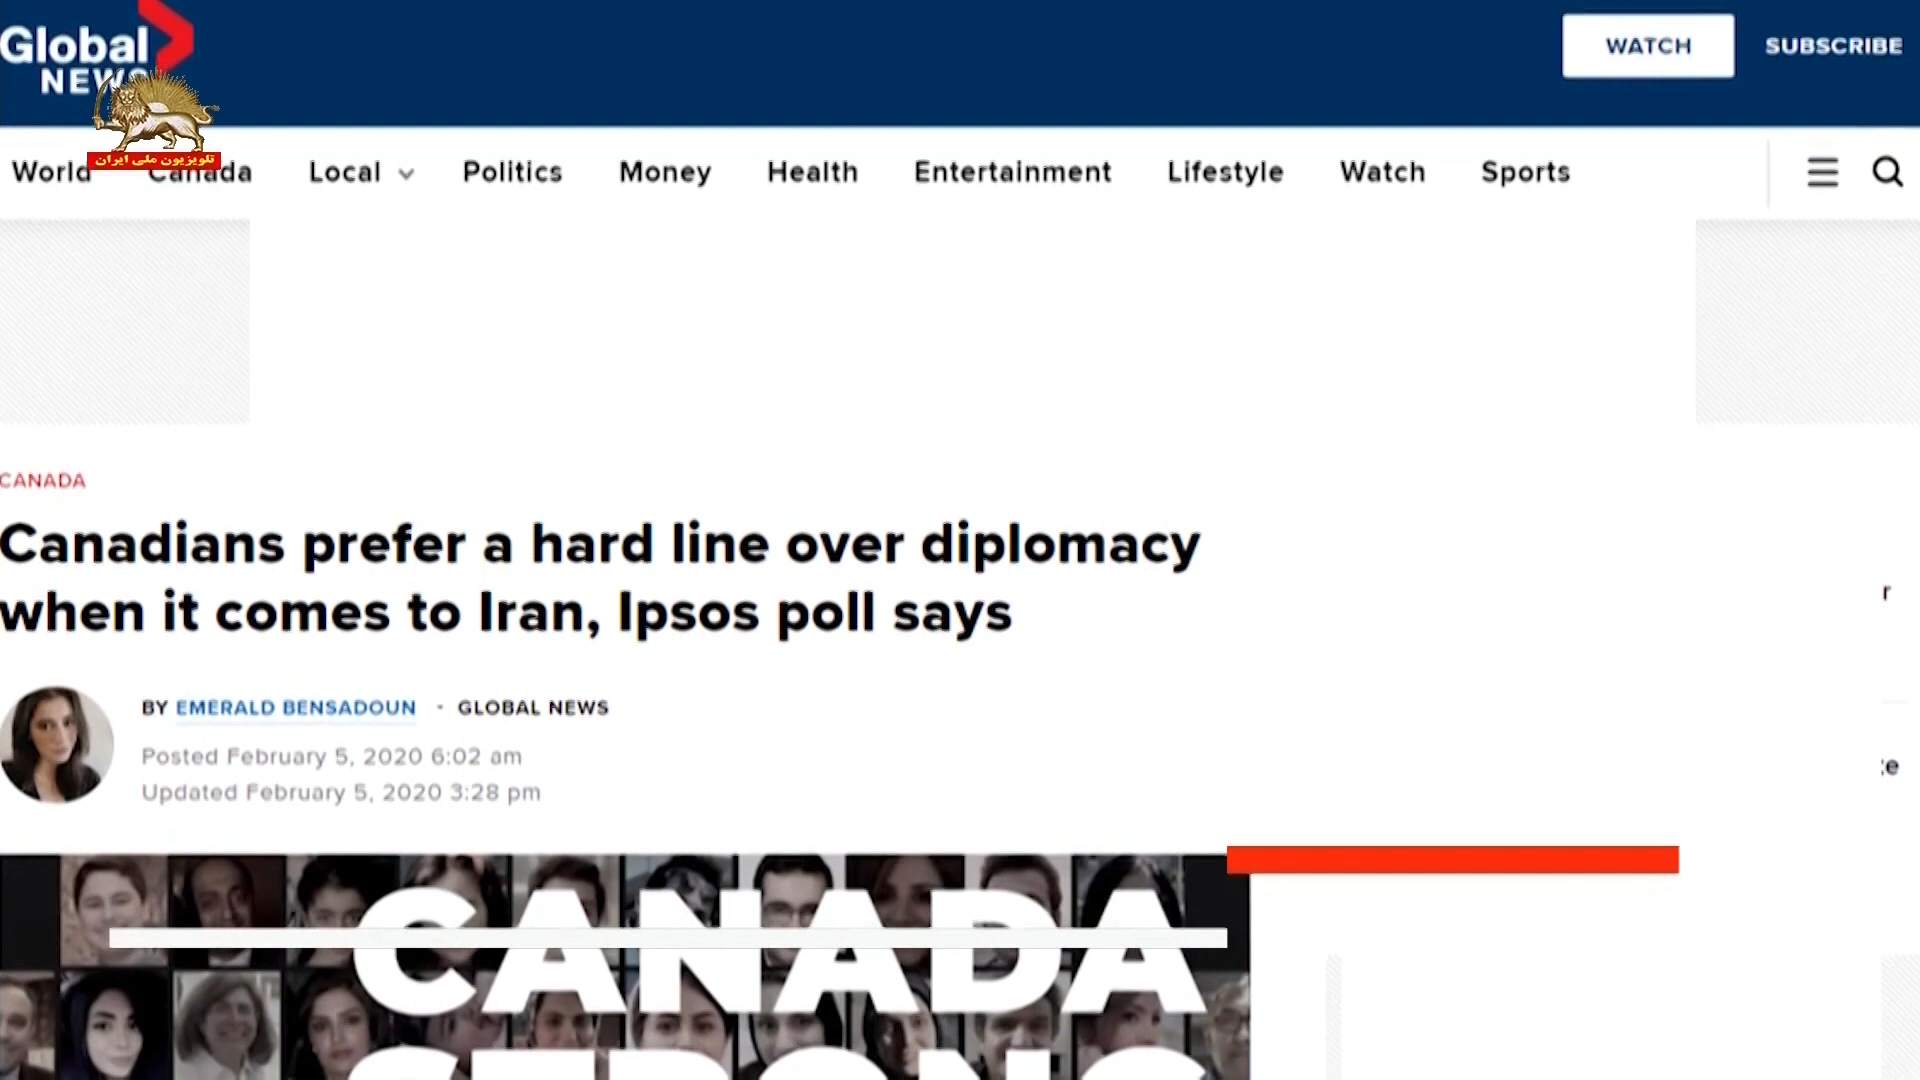 Global
NEWS
WATCH
SUBSCRIBE
تلویزیون ملی ایران
World
Canada
Local
Politics
Money
Health
Entertainment
Lifestyle
Watch
Sports
CANADA
Canadians prefer a hard line over diplomacy
when it comes to Iran, Ipsos poll says
BY EMERALD BENSADOUN · GLOBAL NEWS
Posted February 5, 2020 6:02 am
Updated February 5, 2020 3:28 pm
CANADA
STRONG